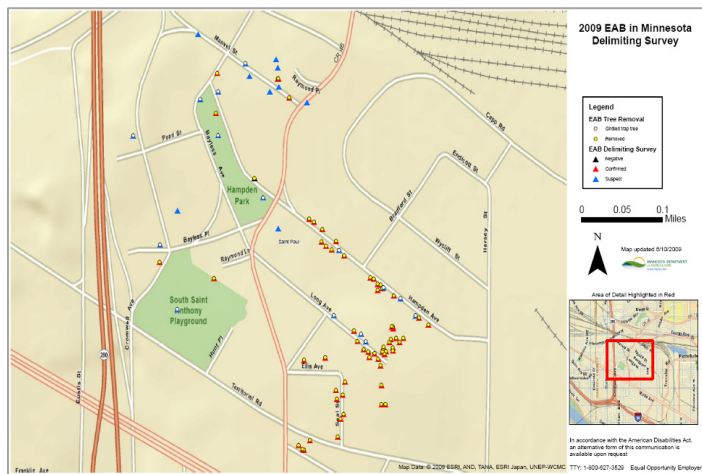 2009 EAB in Minnesota
Delimiting Survey
Legend
EAB Tree Removal
Girdled trap tree
Removed
EAB Delimiting Survey
Negative
Confirmed
Suspect
0 0.05 0.1
Miles
N
Map updated 6/10/2009
MINNESOTA DEPARTMENT
OF AGRICULTURE
Area of Detail Highlighted in Red
In accordance with the American Disabilities Act,
an alternative form of this communication is
available upon request
TTY: 1-800-627-3529 Equal Opportunity Employer
Manvel St
Raymond Pl
Capp Rd
Pryor St
Bayless Ave
Endicott St
Hampden
Park
Bradford St
Hersey St
Wycliff St
Bayless Pl
Saint Paul
Raymond
Long Ave
Hampden Ave
South Saint
Anthony
Playground
Cromwell Ave
280
Hunt Pl
Ellis Ave
Eustis St
Territorial Rd
Franklin Ave
Map Data: © 2008 ESRI, AND, TANA, ESRI Japan, UNEP-WCMC